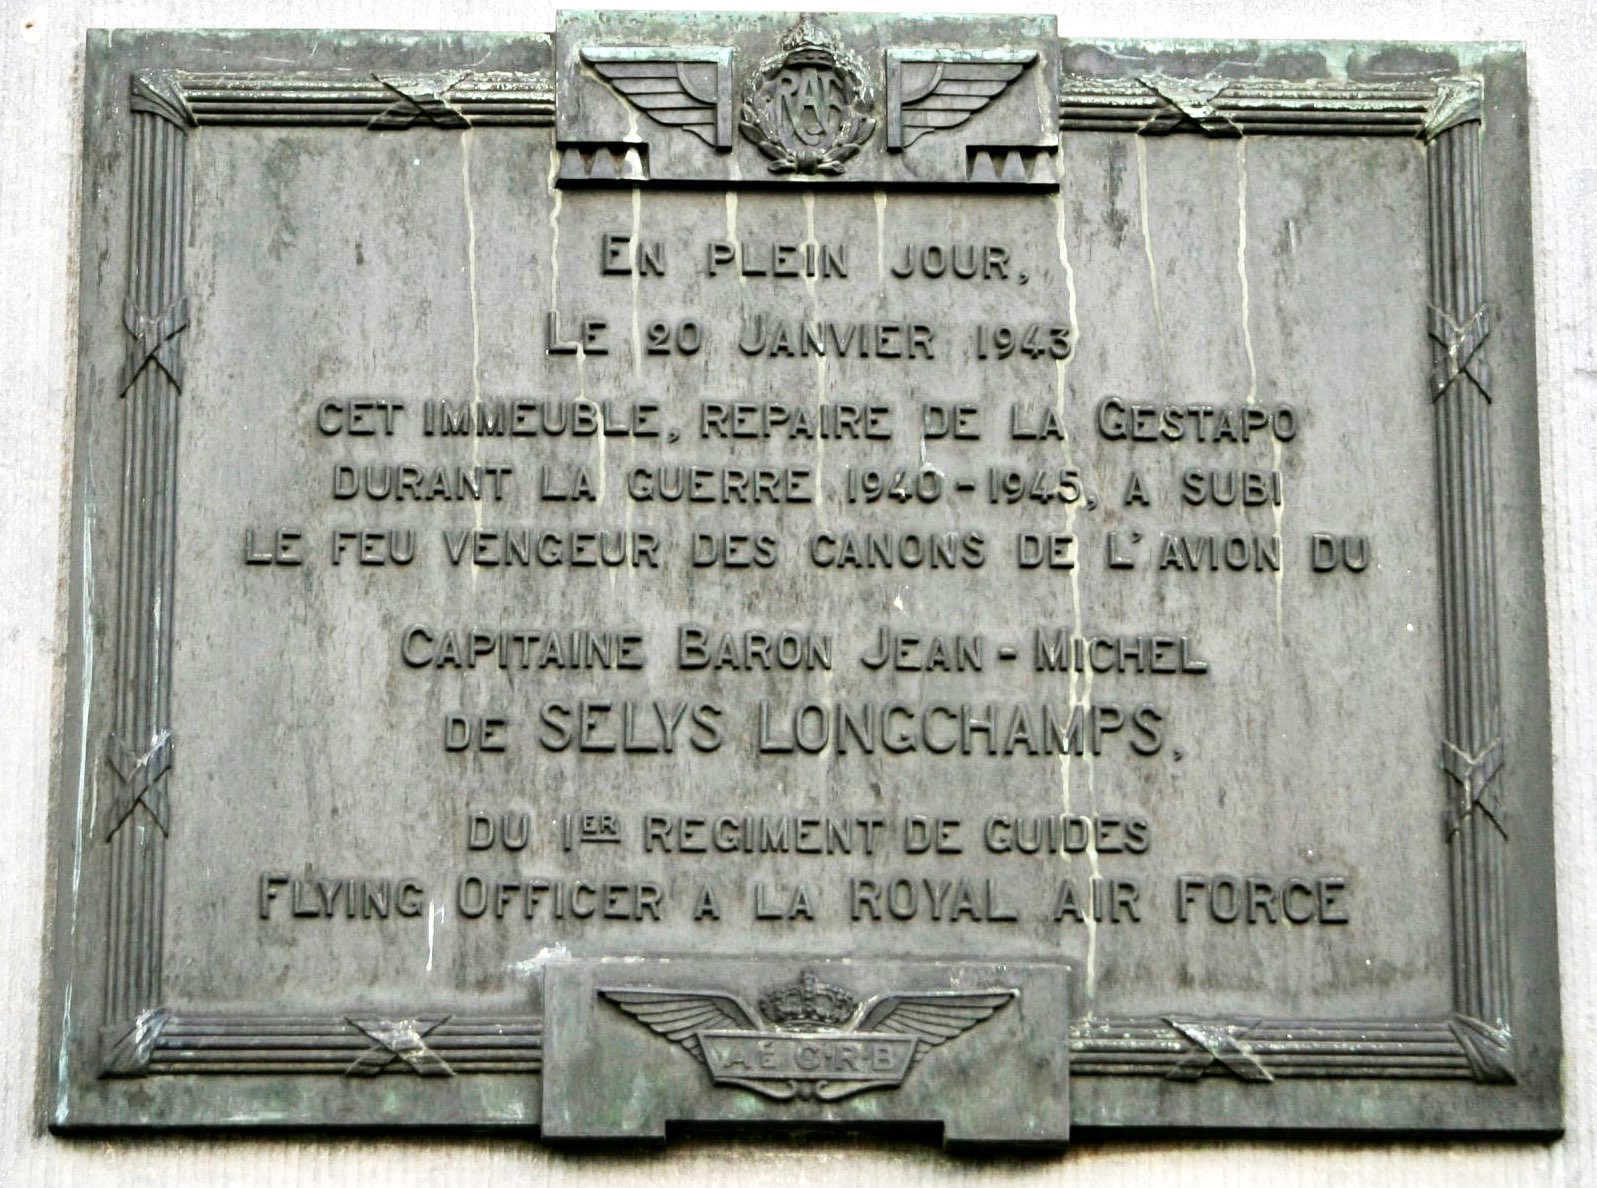 RAF
EN PLEIN JOUR,
LE 20 JANVIER 1943
CET IMMEUBLE, REPAIRE DE LA GESTAPO
DURANT LA GUERRE 1940-1945, A SUBI
LE FEU VENGEUR DES CANONS DE L'AVION DU
CAPITAINE BARON JEAN-MICHEL
DE SELYS LONGCHAMPS,
DU 1ER REGIMENT DE GUIDES
FLYING OFFICER A LA ROYAL AIR FORCE